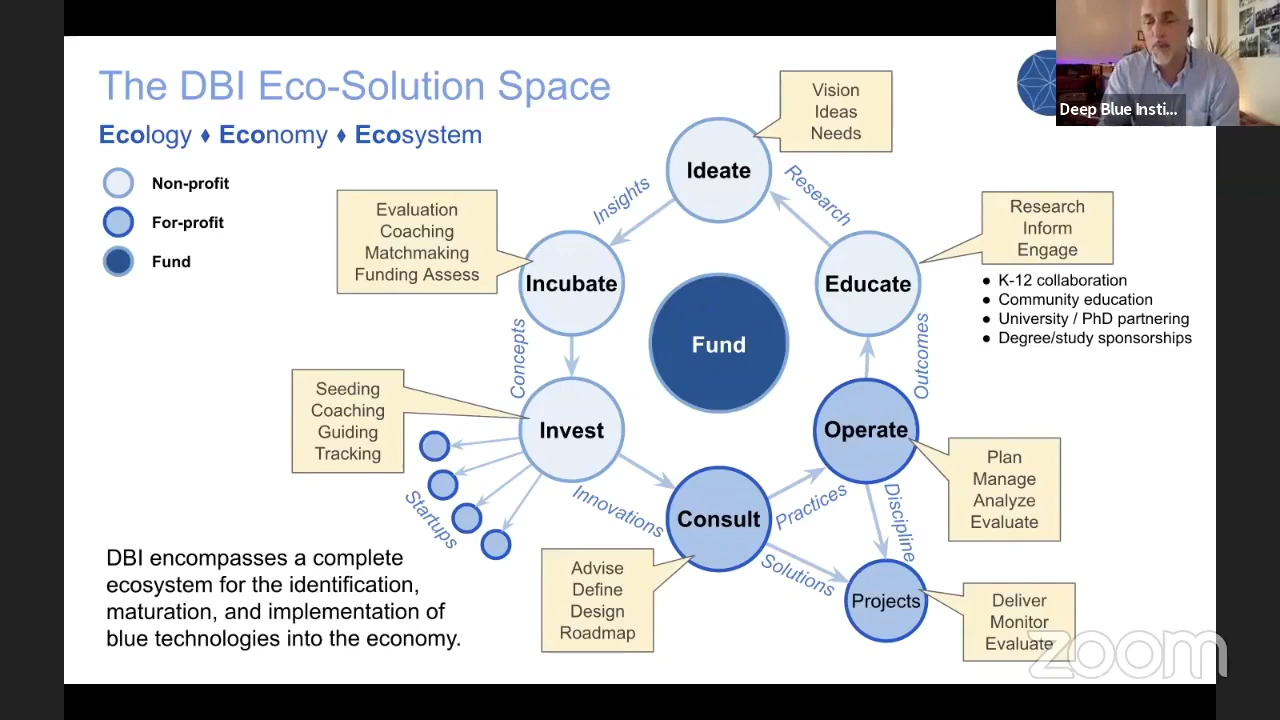 The DBI Eco-Solution Space
Ecology ♦ Economy ♦ Ecosystem
Non-profit
For-profit
Fund
Deep Blue Insti...
Vision
Ideas
Needs
Ideate
Insights
Research
Evaluation
Coaching
Matchmaking
Funding Assess
Incubate
Educate
Research
Inform
Engage
● K-12 collaboration
● Community education
● University / PhD partnering
● Degree/study sponsorships
Fund
Concepts
Outcomes
Seeding
Coaching
Guiding
Tracking
Invest
Operate
Plan
Manage
Analyze
Evaluate
Startups
Innovations
Consult
Practices
Discipline
Solutions
Advise
Define
Design
Roadmap
Projects
Deliver
Monitor
Evaluate
DBI encompasses a complete
ecosystem for the identification,
maturation, and implementation of
blue technologies into the economy.
zoom